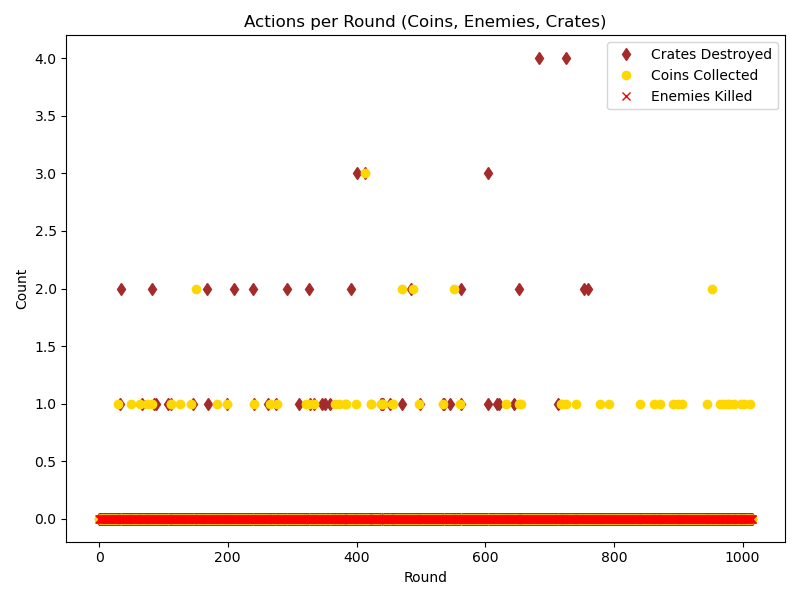 Actions per Round (Coins, Enemies, Crates)
Crates Destroyed
Coins Collected
Enemies Killed
4.0
3.5
3.0
2.5
2.0
1.5
1.0
0.5
0.0
Count
0 200 400 600 800 1000
Round